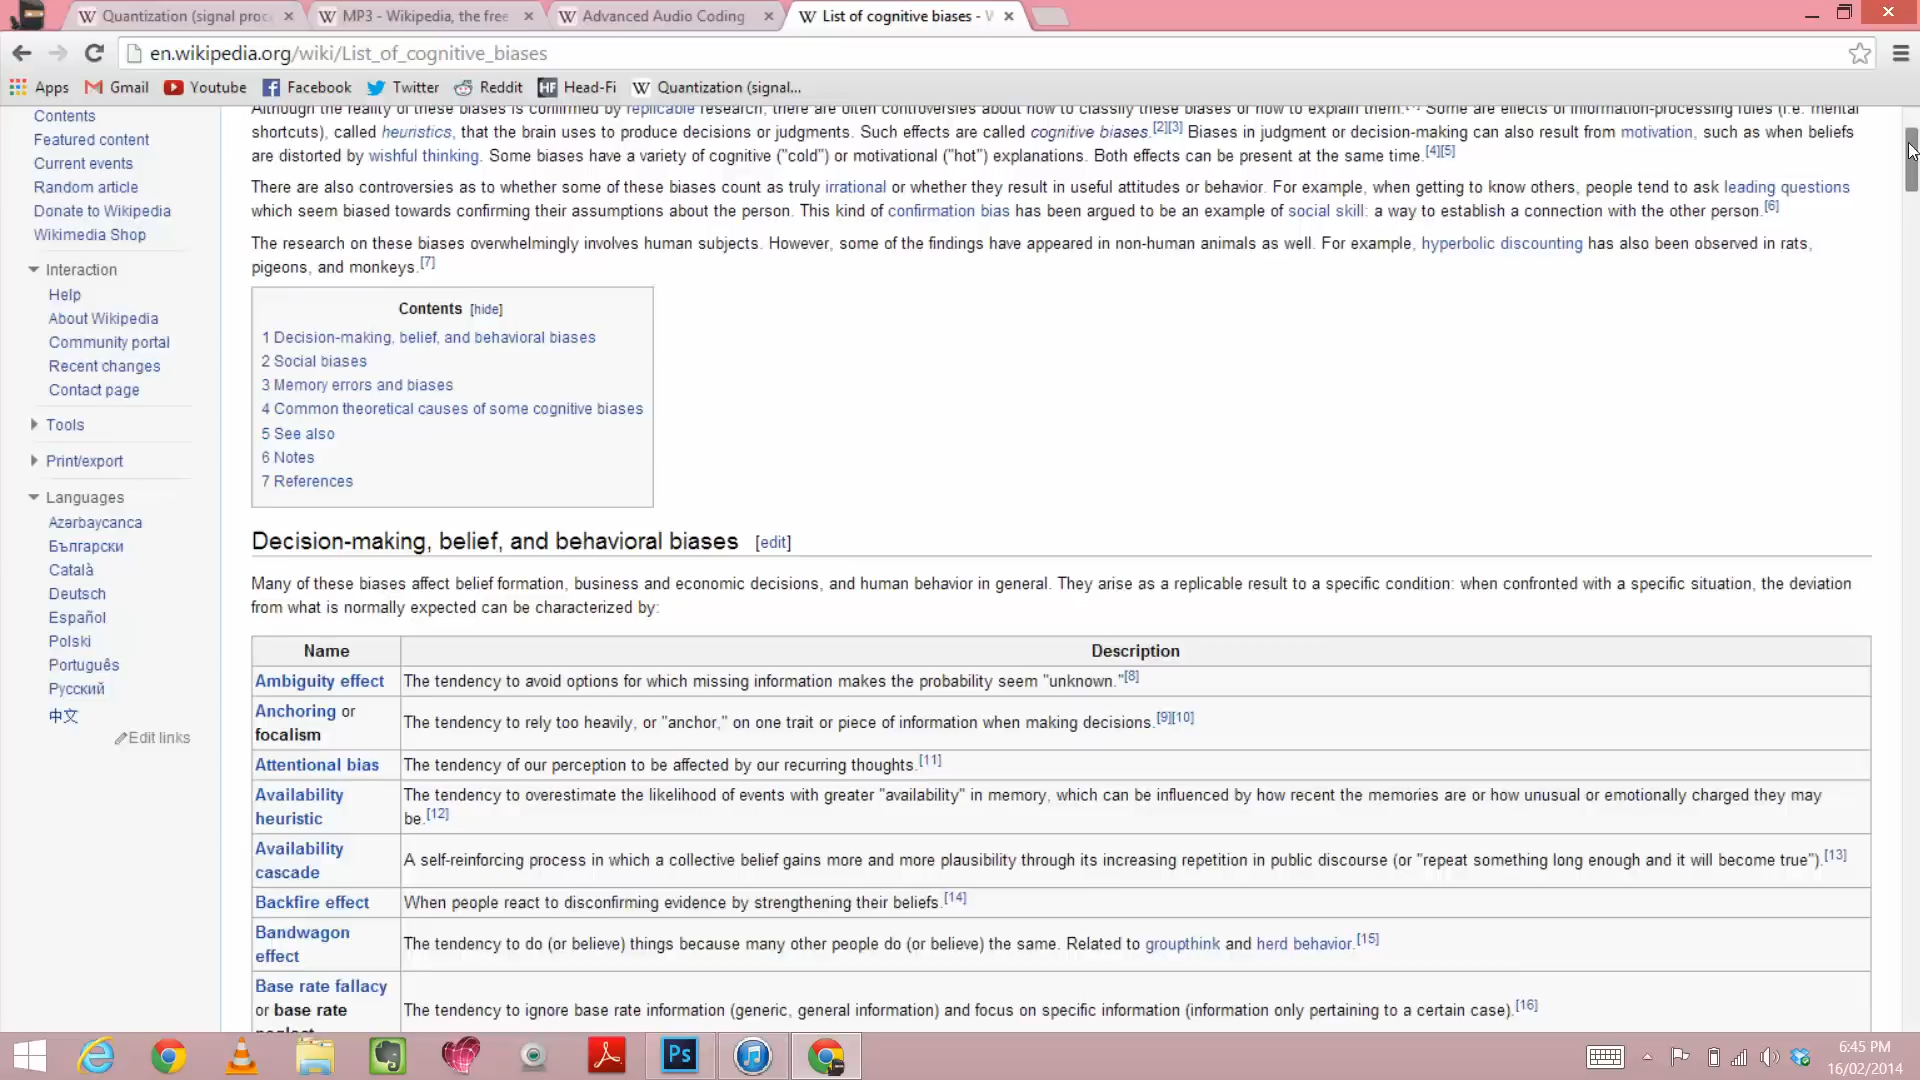 Quantization (signal proc
MP3 - Wikipedia, the free
Advanced Audio Coding
List of cognitive biases - W
en.wikipedia.org/wiki/List_of_cognitive_biases
Apps
Gmail
Youtube
Facebook
Twitter
Reddit
Head-Fi
Quantization (signal...
Contents
Featured content
Current events
Random article
Donate to Wikipedia
Wikimedia Shop
Interaction
Help
About Wikipedia
Community portal
Recent changes
Contact page
Tools
Print/export
Languages
Azərbaycanca
Български
Català
Deutsch
Español
Polski
Português
Русский
中文
Edit links
Although the reality of these biases is confirmed by replicable research, there are often controversies about how to classify these biases or how to explain them. Some are effects of information-processing rules (i.e. mental
shortcuts), called heuristics, that the brain uses to produce decisions or judgments. Such effects are called cognitive biases.[2][3] Biases in judgment or decision-making can also result from motivation, such as when beliefs
are distorted by wishful thinking. Some biases have a variety of cognitive ("cold") or motivational ("hot") explanations. Both effects can be present at the same time.[4][5]
There are also controversies as to whether some of these biases count as truly irrational or whether they result in useful attitudes or behavior. For example, when getting to know others, people tend to ask leading questions
which seem biased towards confirming their assumptions about the person. This kind of confirmation bias has been argued to be an example of social skill: a way to establish a connection with the other person.[6]
The research on these biases overwhelmingly involves human subjects. However, some of the findings have appeared in non-human animals as well. For example, hyperbolic discounting has also been observed in rats,
pigeons, and monkeys.[7]
Contents [hide]
1 Decision-making, belief, and behavioral biases
2 Social biases
3 Memory errors and biases
4 Common theoretical causes of some cognitive biases
5 See also
6 Notes
7 References
Decision-making, belief, and behavioral biases [edit]
Many of these biases affect belief formation, business and economic decisions, and human behavior in general. They arise as a replicable result to a specific condition: when confronted with a specific situation, the deviation
from what is normally expected can be characterized by:
Name
Description
Ambiguity effect
The tendency to avoid options for which missing information makes the probability seem "unknown."[8]
Anchoring or
focalism
The tendency to rely too heavily, or "anchor," on one trait or piece of information when making decisions.[9][10]
Attentional bias
The tendency of our perception to be affected by our recurring thoughts.[11]
Availability
heuristic
The tendency to overestimate the likelihood of events with greater "availability" in memory, which can be influenced by how recent the memories are or how unusual or emotionally charged they may
be.[12]
Availability
cascade
A self-reinforcing process in which a collective belief gains more and more plausibility through its increasing repetition in public discourse (or "repeat something long enough and it will become true").[13]
Backfire effect
When people react to disconfirming evidence by strengthening their beliefs.[14]
Bandwagon
effect
The tendency to do (or believe) things because many other people do (or believe) the same. Related to groupthink and herd behavior.[15]
Base rate fallacy
or base rate
neglect
The tendency to ignore base rate information (generic, general information) and focus on specific information (information only pertaining to a certain case).[16]
Ps
6:45 PM
16/02/2014